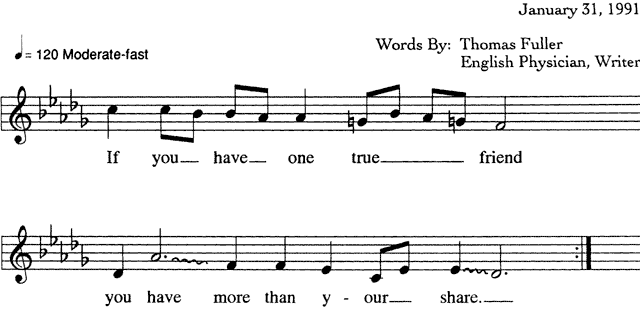 January 31, 1991
= 120 Moderate-fast
Words By: Thomas Fuller
English Physician, Writer
If you have one true friend
you have more than y - our share.